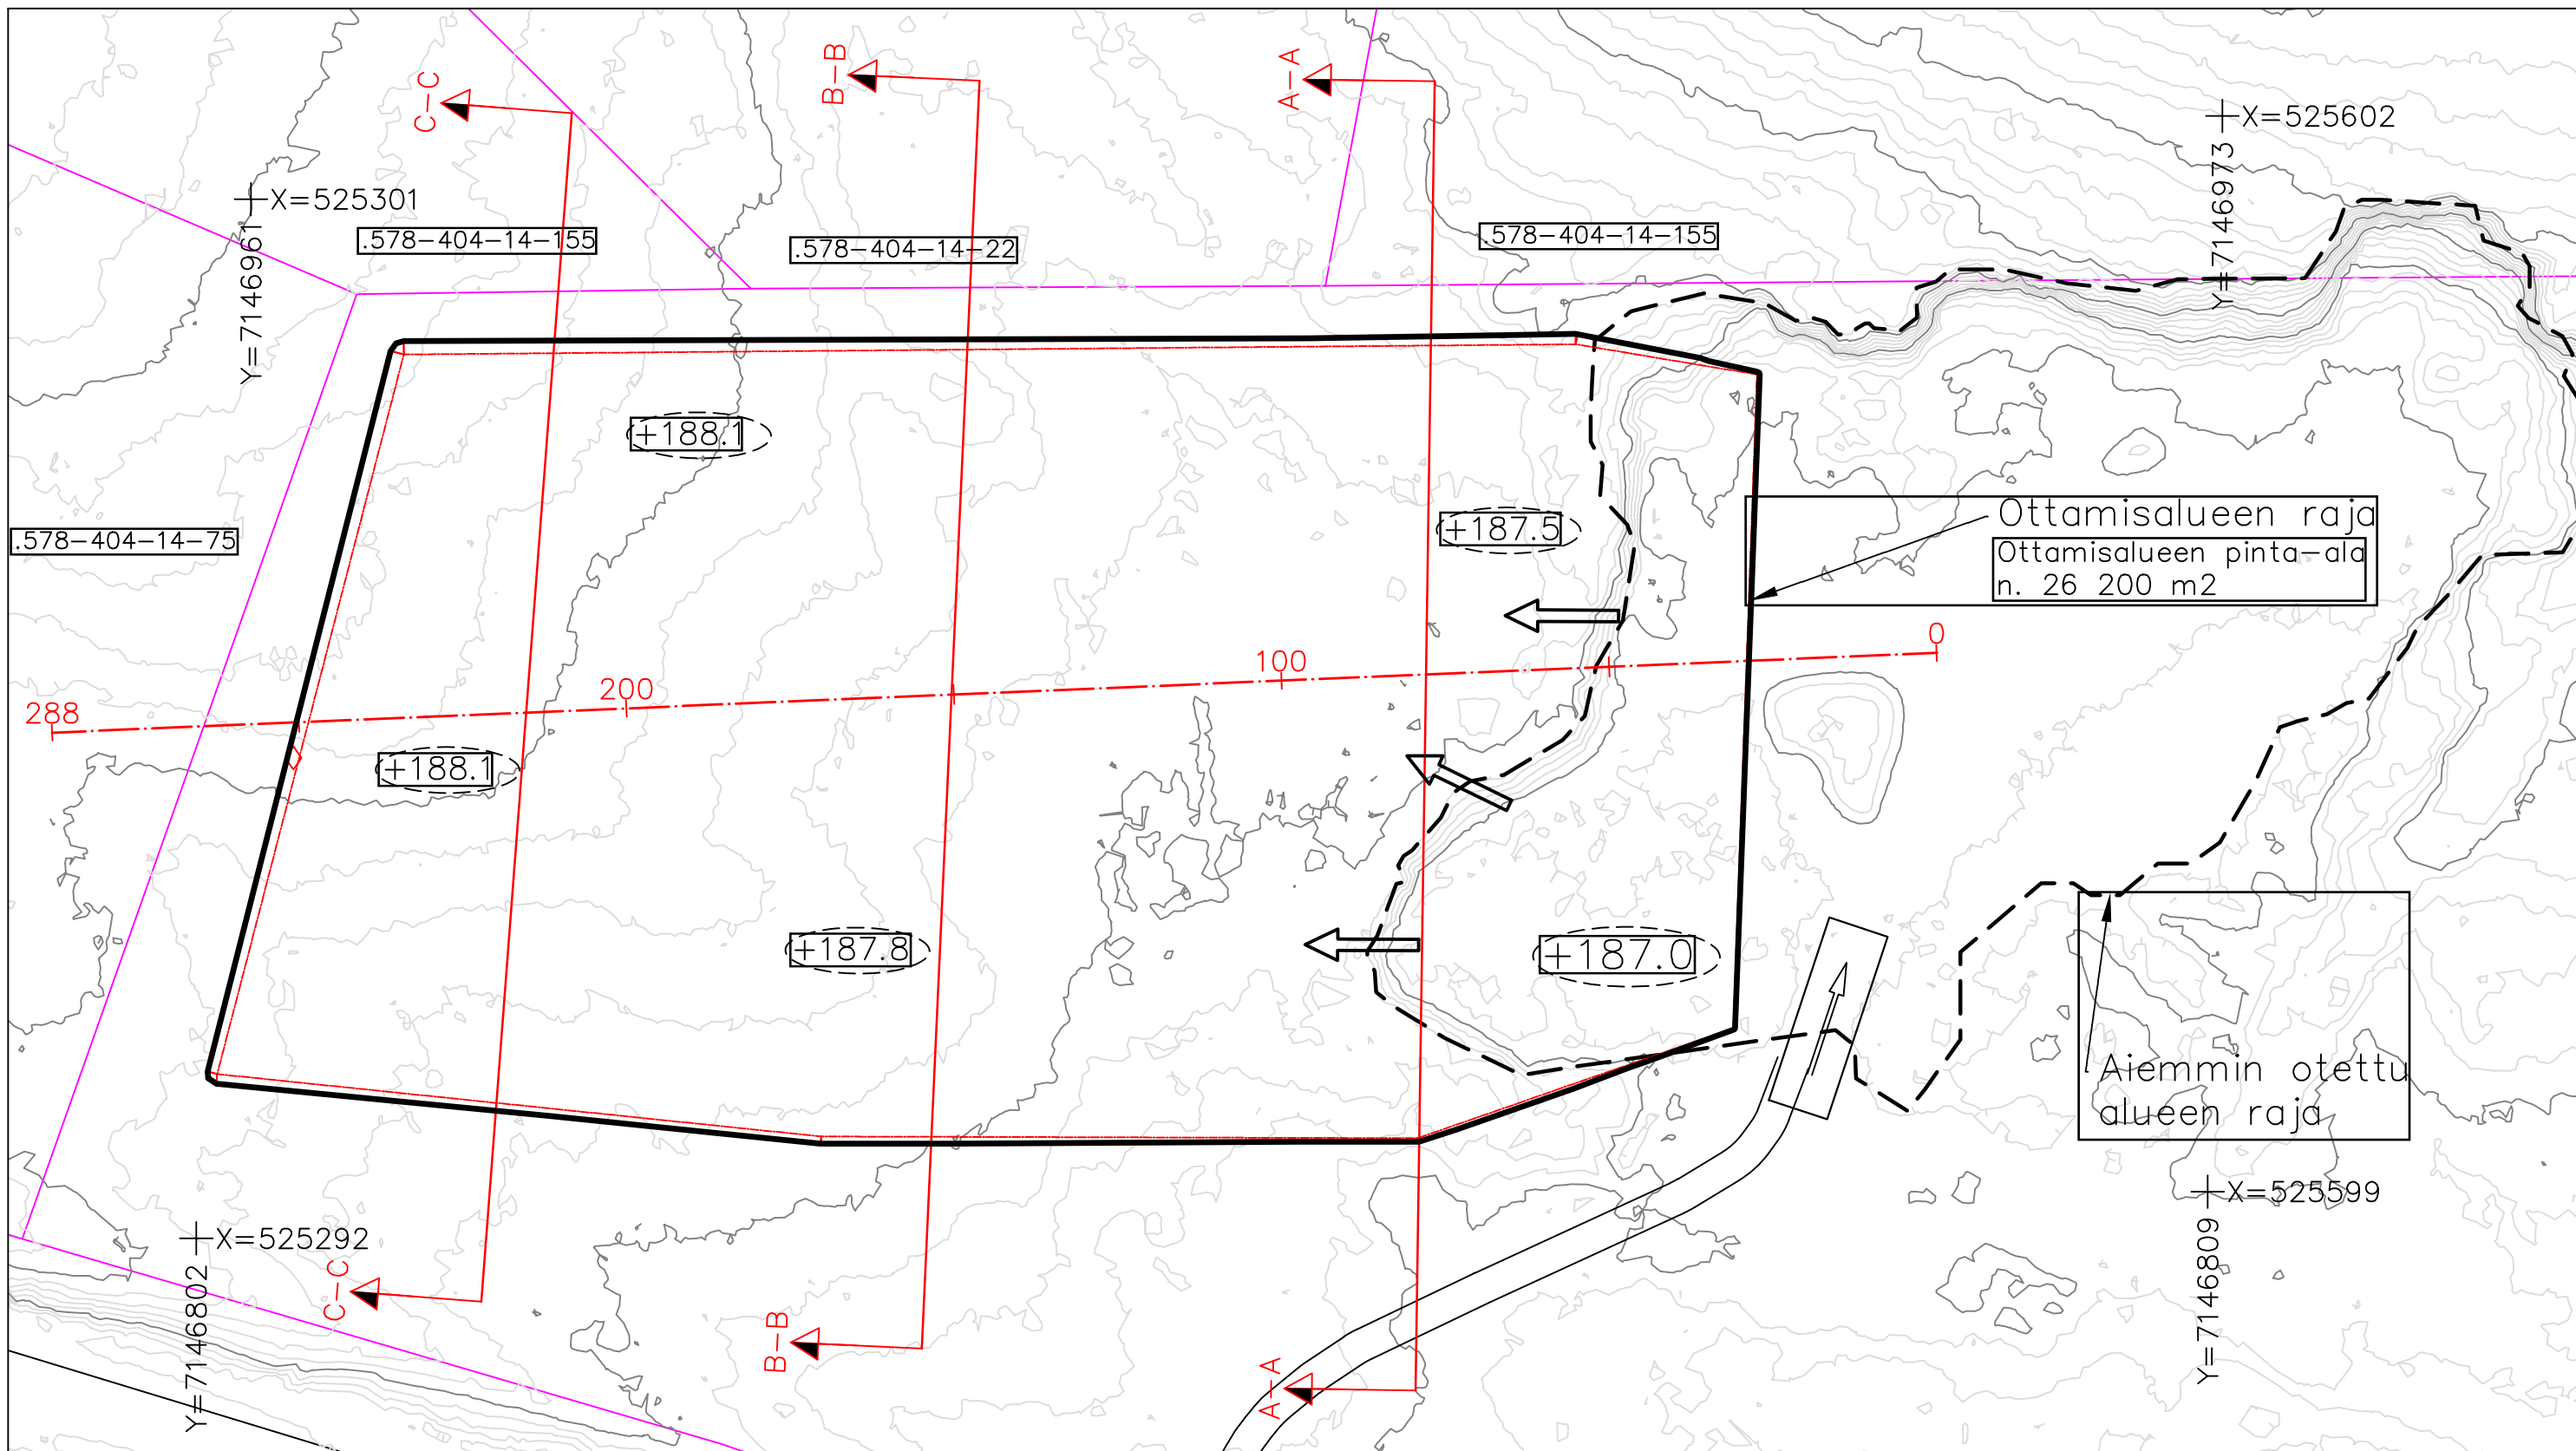 C-C
B-B
A-A
X=525602
Y=7146973
X=525301
Y=7146961
.578-404-14-155
.578-404-14-22
.578-404-14-155
+188.1
+187.5
Ottamisalueen raja
Ottamisalueen pinta-ala
n. 26 200 m2
.578-404-14-75
0
100
200
288
+188.1
+187.8
+187.0
Aiemmin otettu
alueen raja
X=525599
Y=7146809
X=525292
Y=7146802
C-C
B-B
A-A